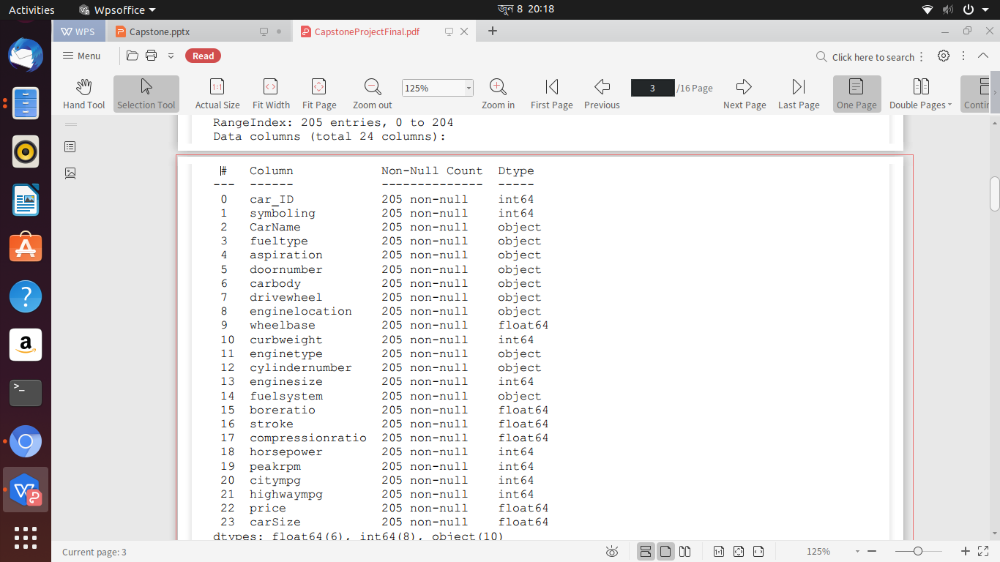 Activities Wpsoffice জুন 8 20:18
WPS Capstone.pptx CapstoneProjectFinal.pdf
Menu Read Click here to search
1:1
125% 3 /16 Page
Hand Tool Selection Tool Actual Size Fit Width Fit Page Zoom out Zoom in First Page Previous Next Page Last Page One Page Double Pages Contin
RangeIndex: 205 entries, 0 to 204
Data columns (total 24 columns):
# Column Non-Null Count Dtype
--- ------ -------------- -----
0 car_ID 205 non-null int64
1 symboling 205 non-null int64
2 CarName 205 non-null object
3 fueltype 205 non-null object
4 aspiration 205 non-null object
5 doornumber 205 non-null object
6 carbody 205 non-null object
7 drivewheel 205 non-null object
8 enginelocation 205 non-null object
9 wheelbase 205 non-null float64
10 curbweight 205 non-null int64
11 enginetype 205 non-null object
12 cylindernumber 205 non-null object
13 enginesize 205 non-null int64
14 fuelsystem 205 non-null object
15 boreratio 205 non-null float64
16 stroke 205 non-null float64
17 compressionratio 205 non-null float64
18 horsepower 205 non-null int64
19 peakrpm 205 non-null int64
20 citympg 205 non-null int64
21 highwaympg 205 non-null int64
22 price 205 non-null float64
23 carSize 205 non-null float64
dtypes: float64(6), int64(8), object(10)
Current page: 3 1:1 125%